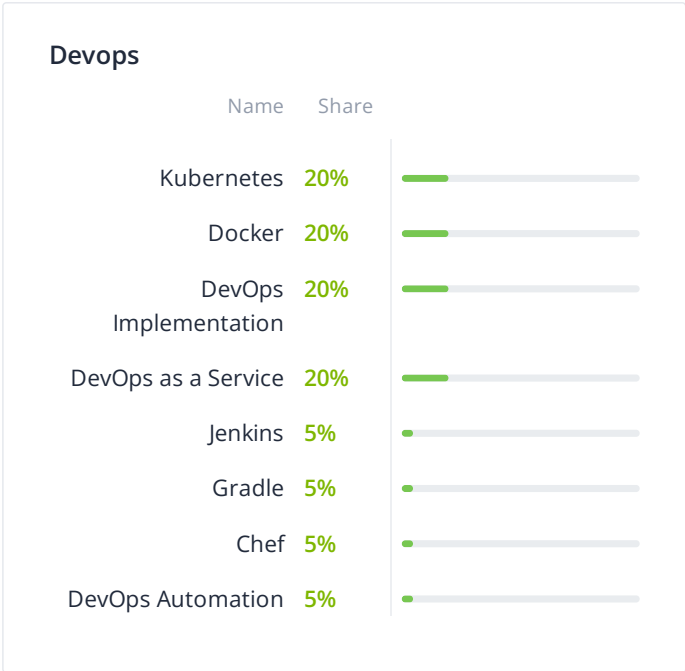 Devops
Name Share
Kubernetes 20%
Docker 20%
DevOps 20%
Implementation
DevOps as a Service 20%
Jenkins 5%
Gradle 5%
Chef 5%
DevOps Automation 5%